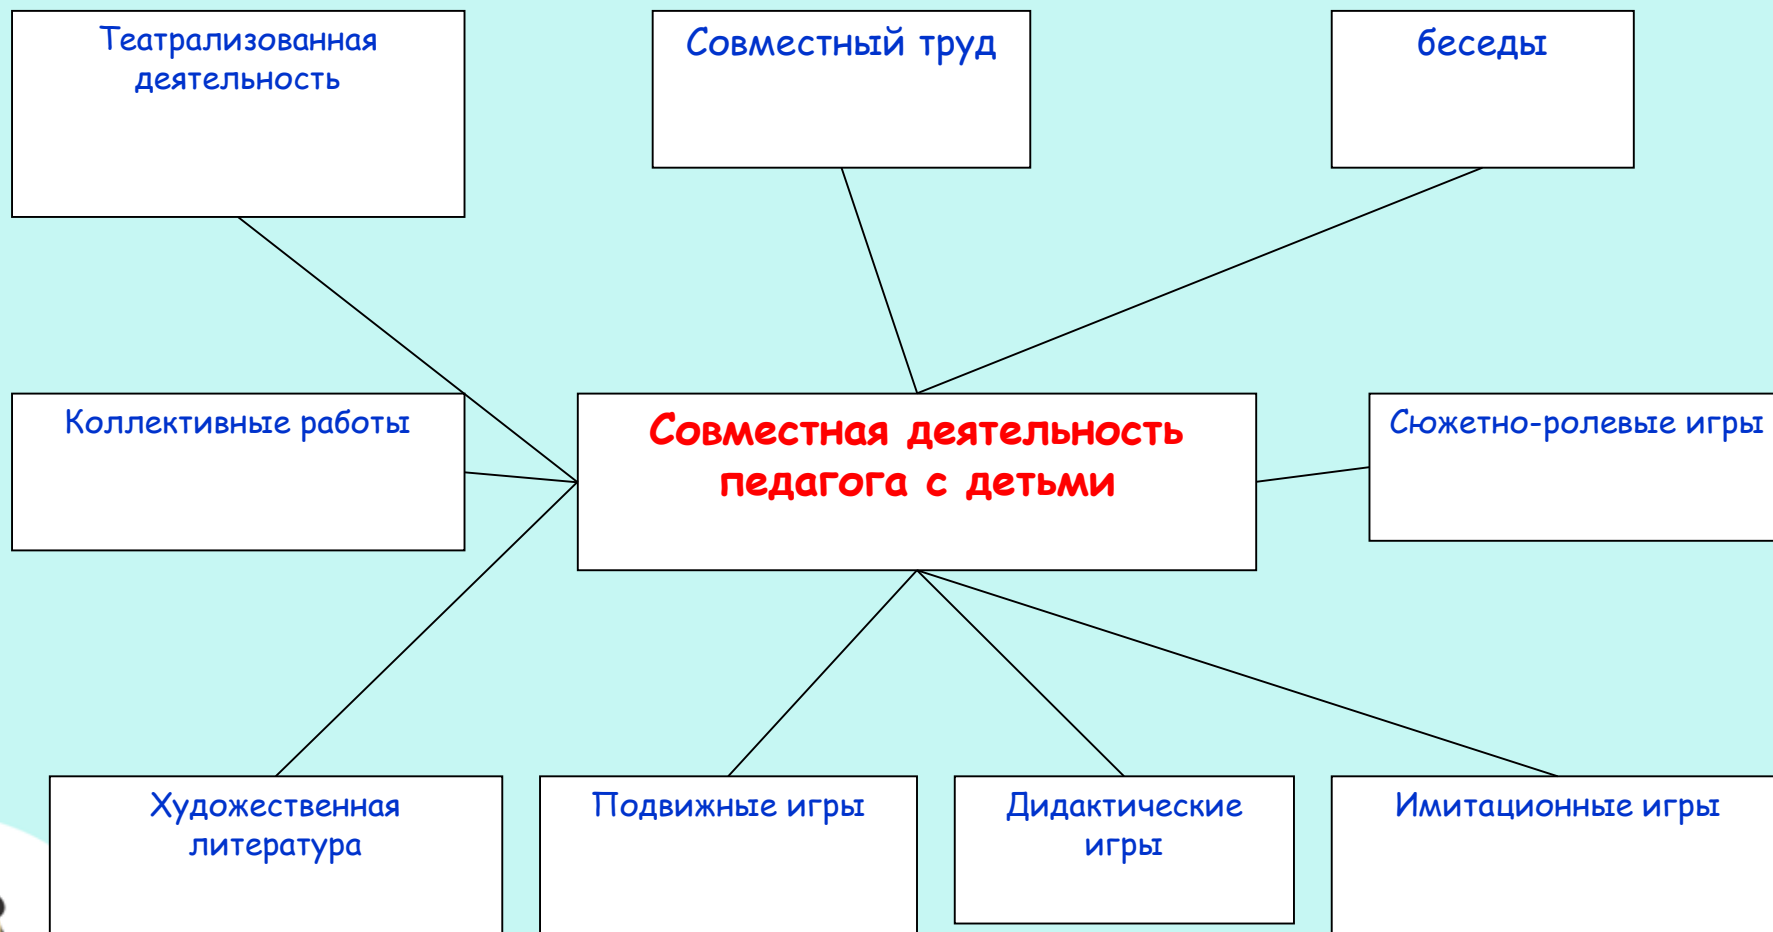 Театрализованная
деятельность
Совместный труд
беседы
Коллективные работы
Совместная деятельность
педагога с детьми
Сюжетно-ролевые игры
Художественная
литература
Подвижные игры
Дидактические
игры
Имитационные игры